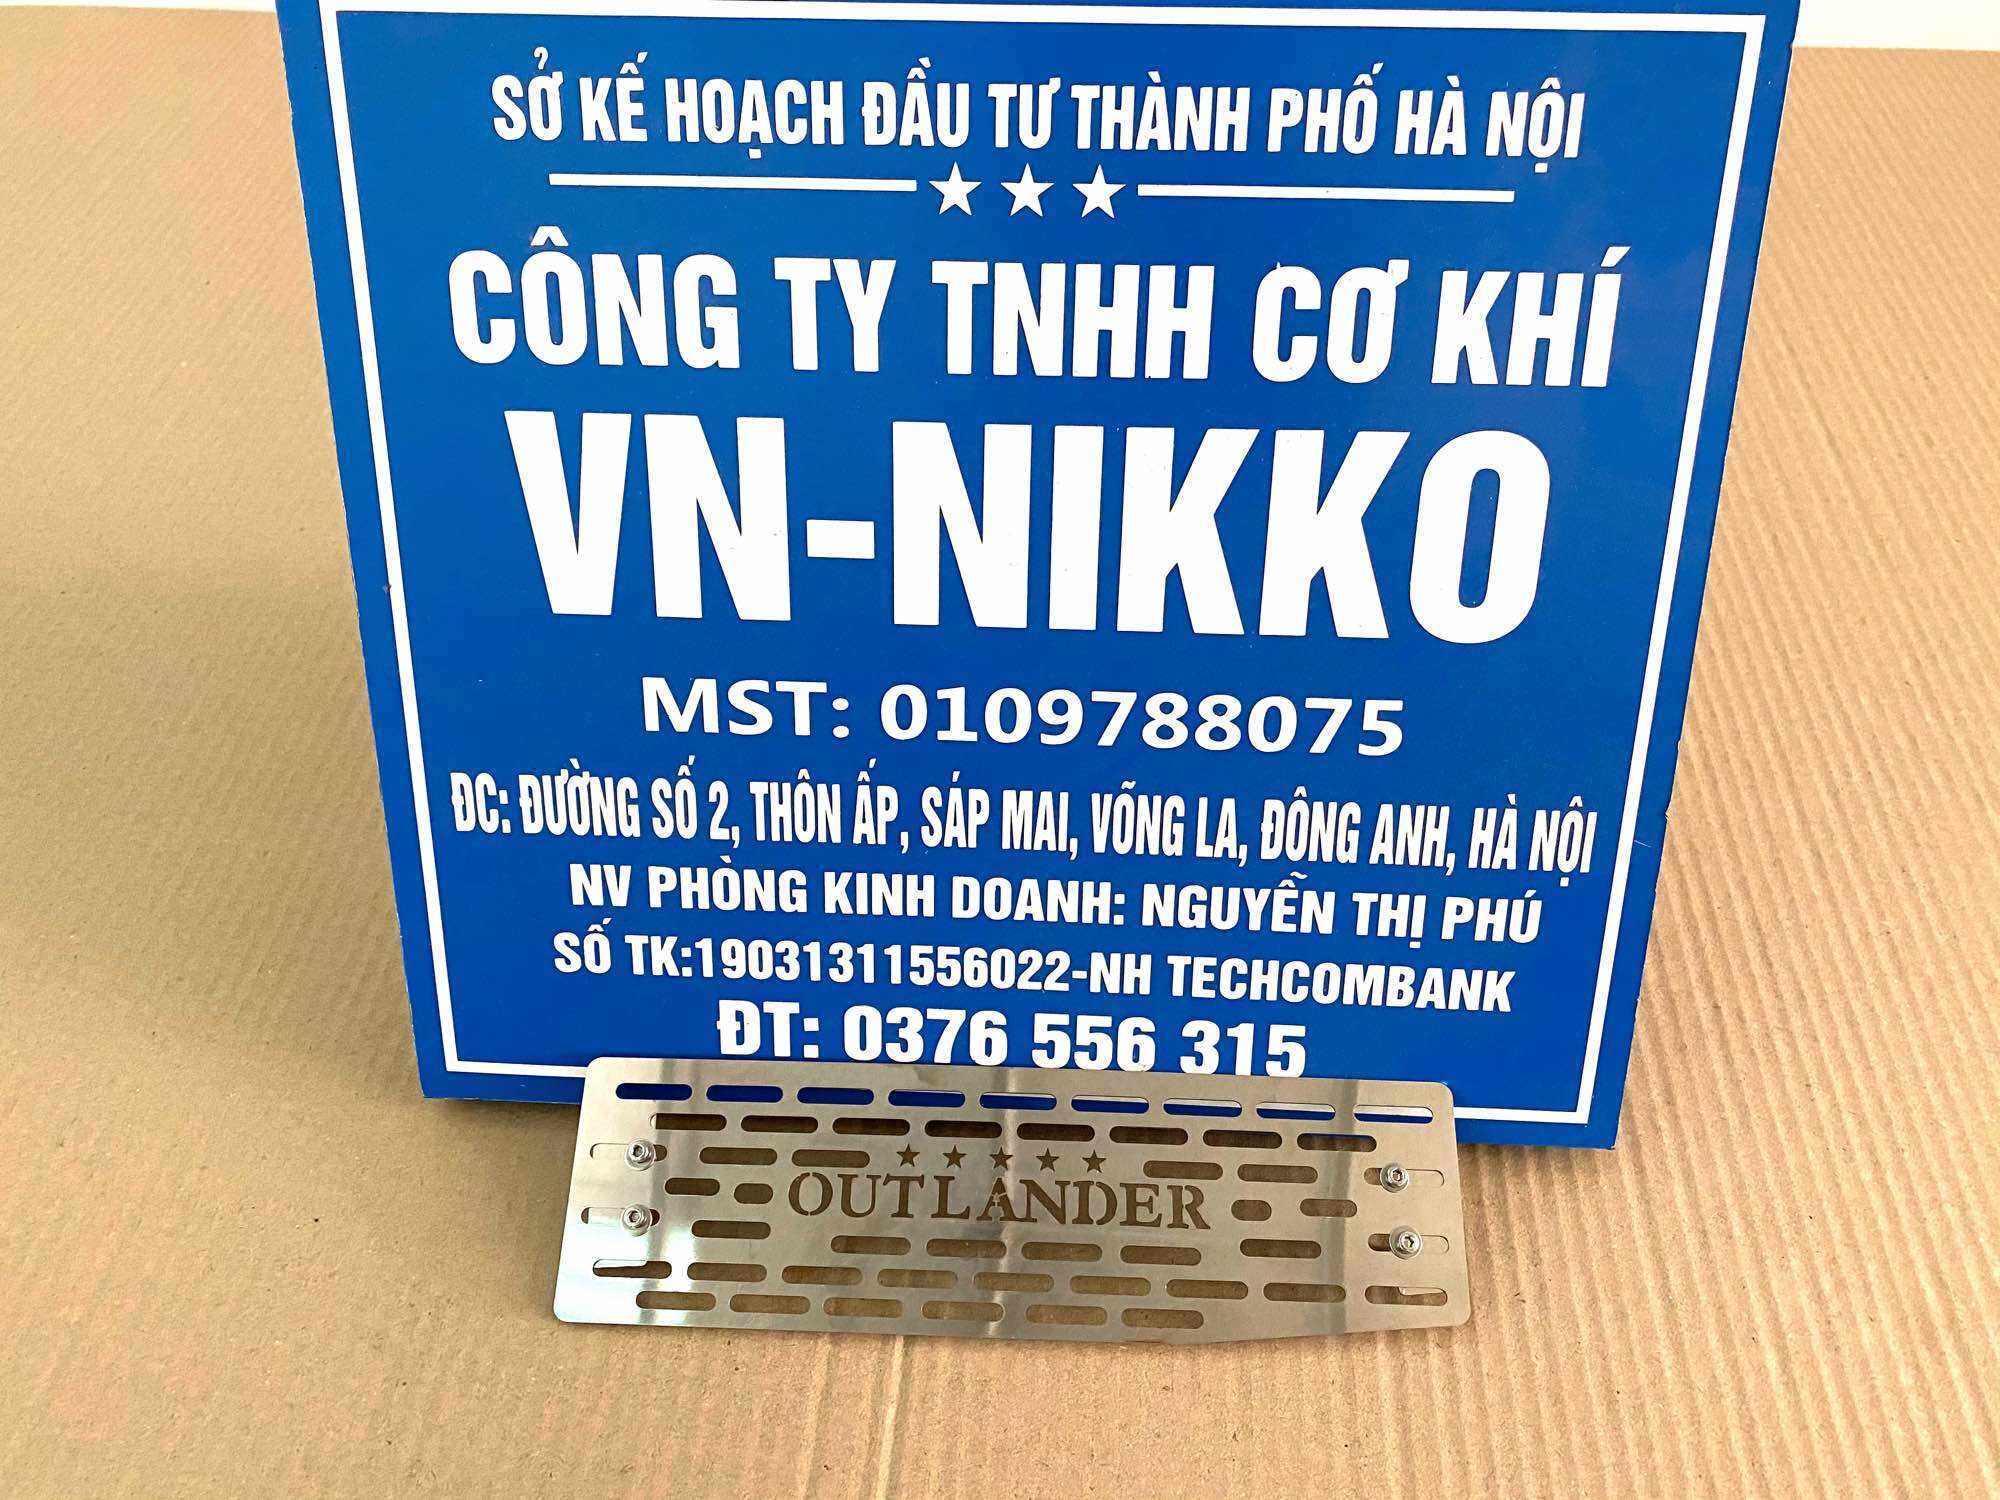 SỞ KẾ HOẠCH ĐẦU TƯ THÀNH PHỐ HÀ NỘI
CÔNG TY TNHH CƠ KHÍ
VN-NIKKO
MST: 0109788075
ĐC: ĐƯỜNG SỐ 2, THÔN ẤP, SÁP MAI, VÕNG LA, ĐÔNG ANH, HÀ NỘI
NV PHÒNG KINH DOANH: NGUYỄN THỊ PHÚ
SỐ TK:19031311556022-NH TECHCOMBANK
ĐT: 0376 556 315
OUTLANDER